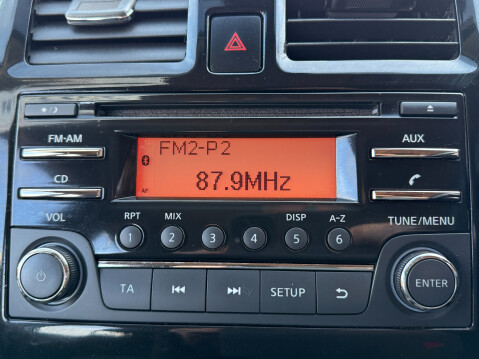 FM-AM
AUX
FM2-P2
87.9MHz
AF
CD
VOL
TUNE/MENU
RPT MIX DISP A-Z
1 2 3 4 5 6
TA SETUP
ENTER